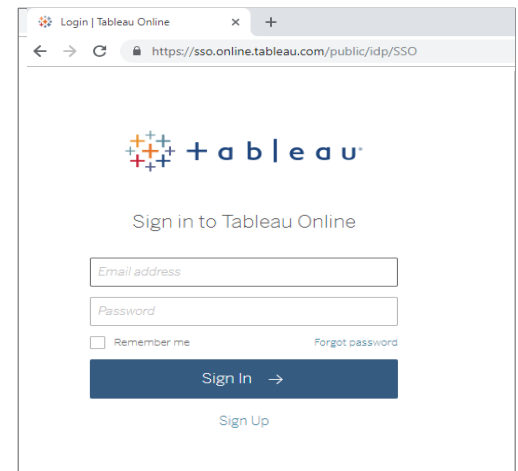 Login | Tableau Online
https://sso.online.tableau.com/public/idp/SSO
+ableau
Sign in to Tableau Online
Email address
Password
Remember me Forgot password
Sign In →
Sign Up